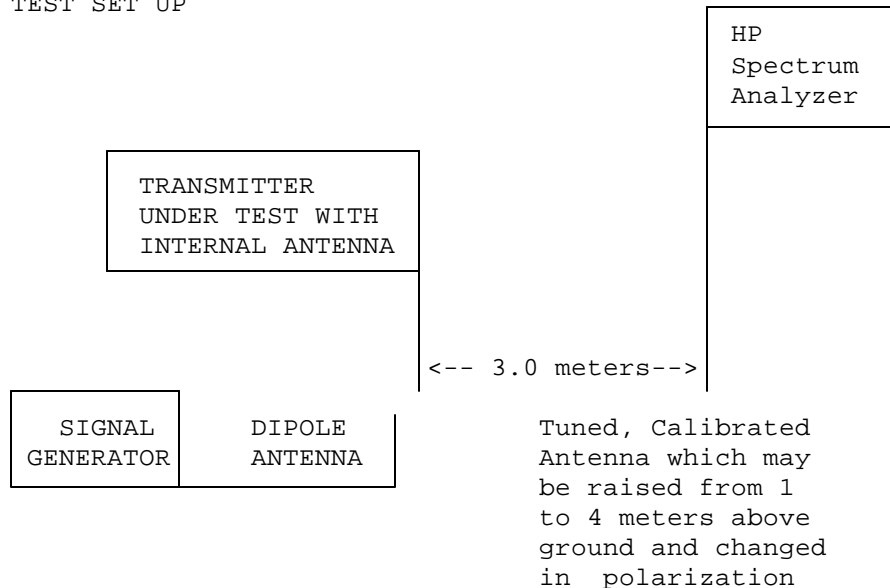 TEST SET UP
HP
Spectrum
Analyzer
TRANSMITTER
UNDER TEST WITH
INTERNAL ANTENNA
<-- 3.0 meters-->
SIGNAL
GENERATOR
DIPOLE
ANTENNA
Tuned, Calibrated
Antenna which may
be raised from 1
to 4 meters above
ground and changed
in polarization